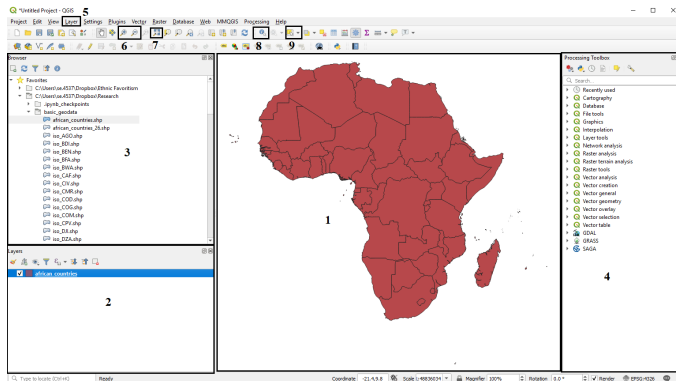 *Untitled Project - QGIS
5
Project Edit View Layer Settings Plugins Vector Raster Database Web MMQGIS Processing Help
6 7 8 9
Browser
Favorites
C:\Users\se.4537\Dropbox\Ethnic Favoritism
C:\Users\se.4537\Dropbox\Research
.ipynb_checkpoints
basic_geodata
african_countries.shp
african_countries_26.shp
iso_AGO.shp
iso_BDI.shp
iso_BEN.shp
iso_BFA.shp
iso_BWA.shp
iso_CAF.shp
iso_CIV.shp
iso_CMR.shp
iso_COD.shp
iso_COG.shp
iso_COM.shp
iso_CPV.shp
iso_DJI.shp
iso_DZA.shp
3
Layers
african_countries
2
1
Processing Toolbox
Search...
Recently used
Cartography
Database
File tools
Graphics
Interpolation
Layer tools
Network analysis
Raster analysis
Raster terrain analysis
Raster tools
Vector analysis
Vector creation
Vector general
Vector geometry
Vector overlay
Vector selection
Vector table
GDAL
GRASS
SAGA
4
Type to locate (Ctrl+K) Ready Coordinate -21.4,9.8 Scale 1:48836034 Magnifier 100% Rotation 0.0 ° Render EPSG:4326